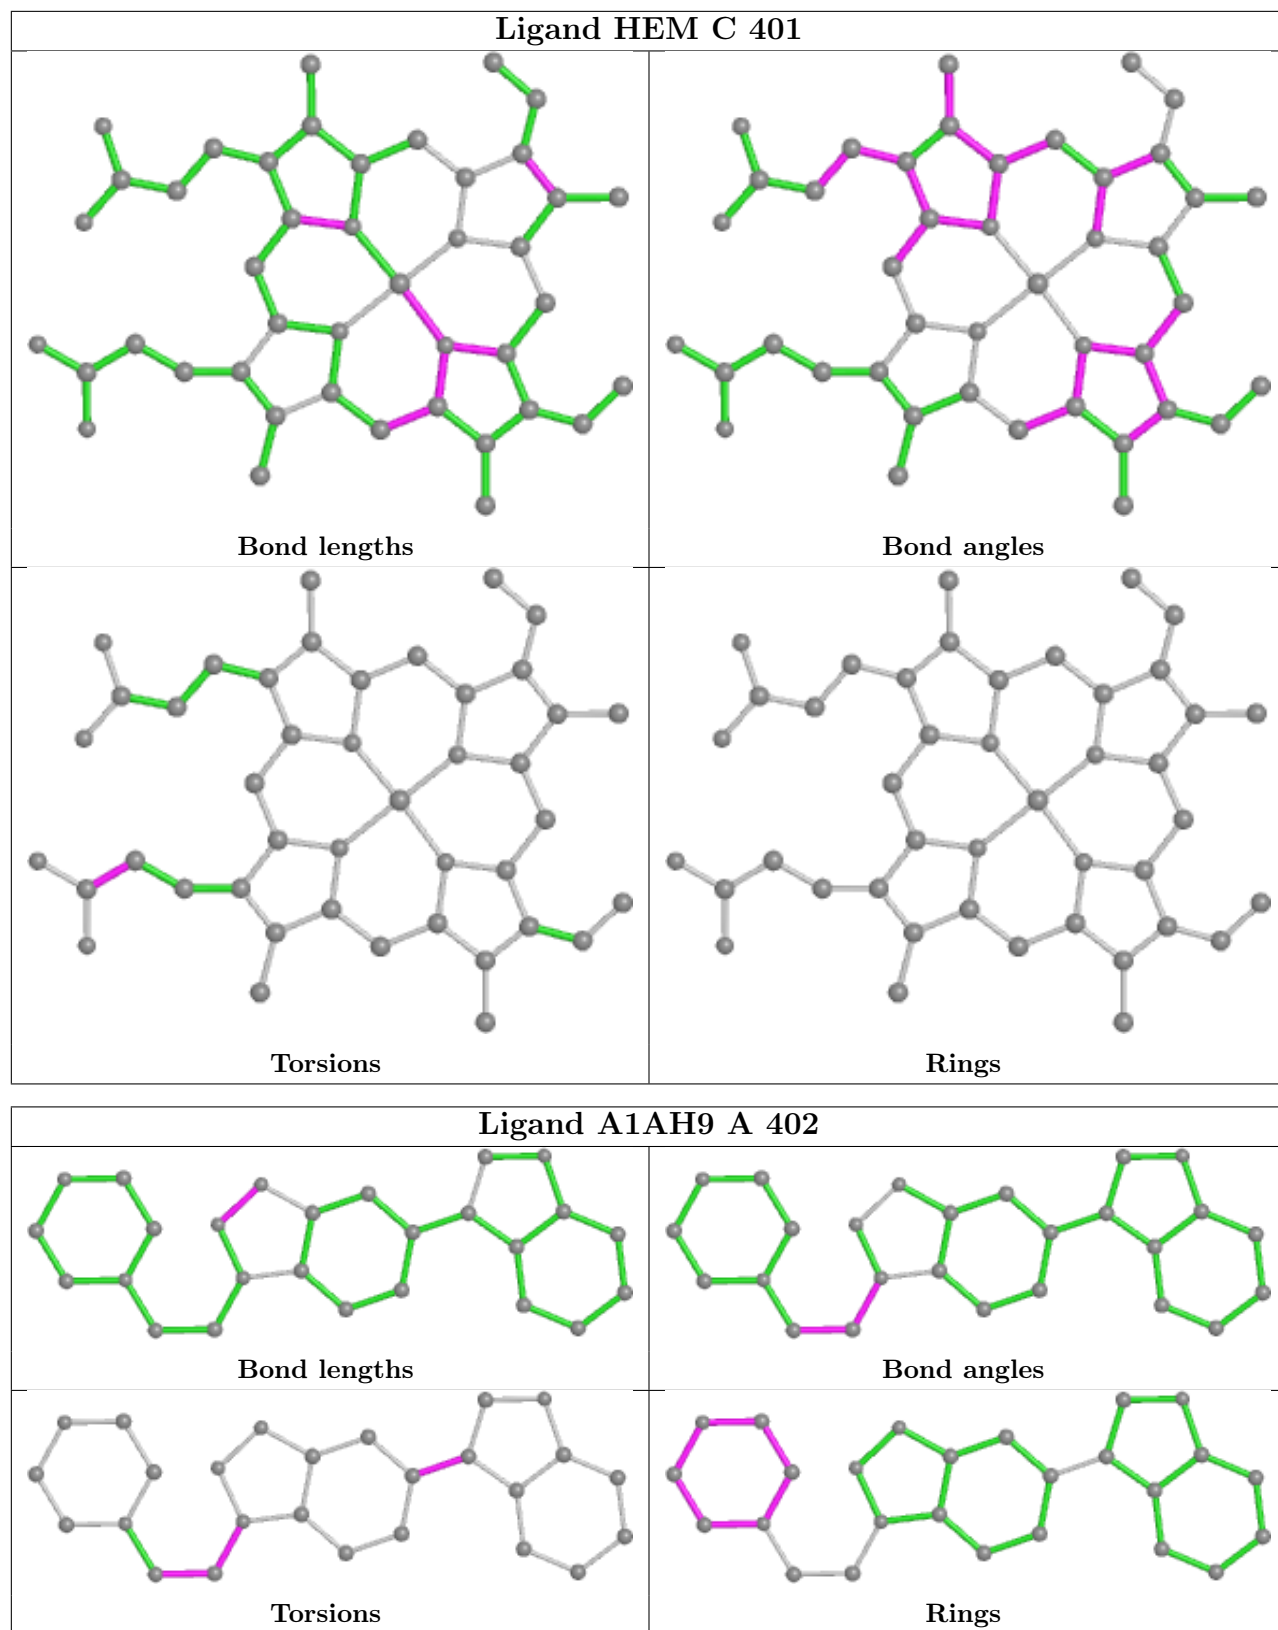 Ligand HEM C 401
Bond lengths
Bond angles
Torsions
Rings
Ligand A1AH9 A 402
Bond lengths
Bond angles
Torsions
Rings